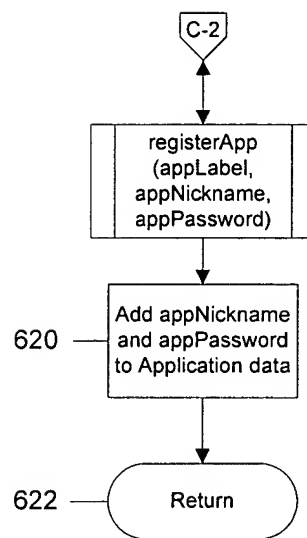 C-2
registerApp
(appLabel,
appNickname,
appPassword)
620
Add appNickname
and appPassword
to Application data
622
Return